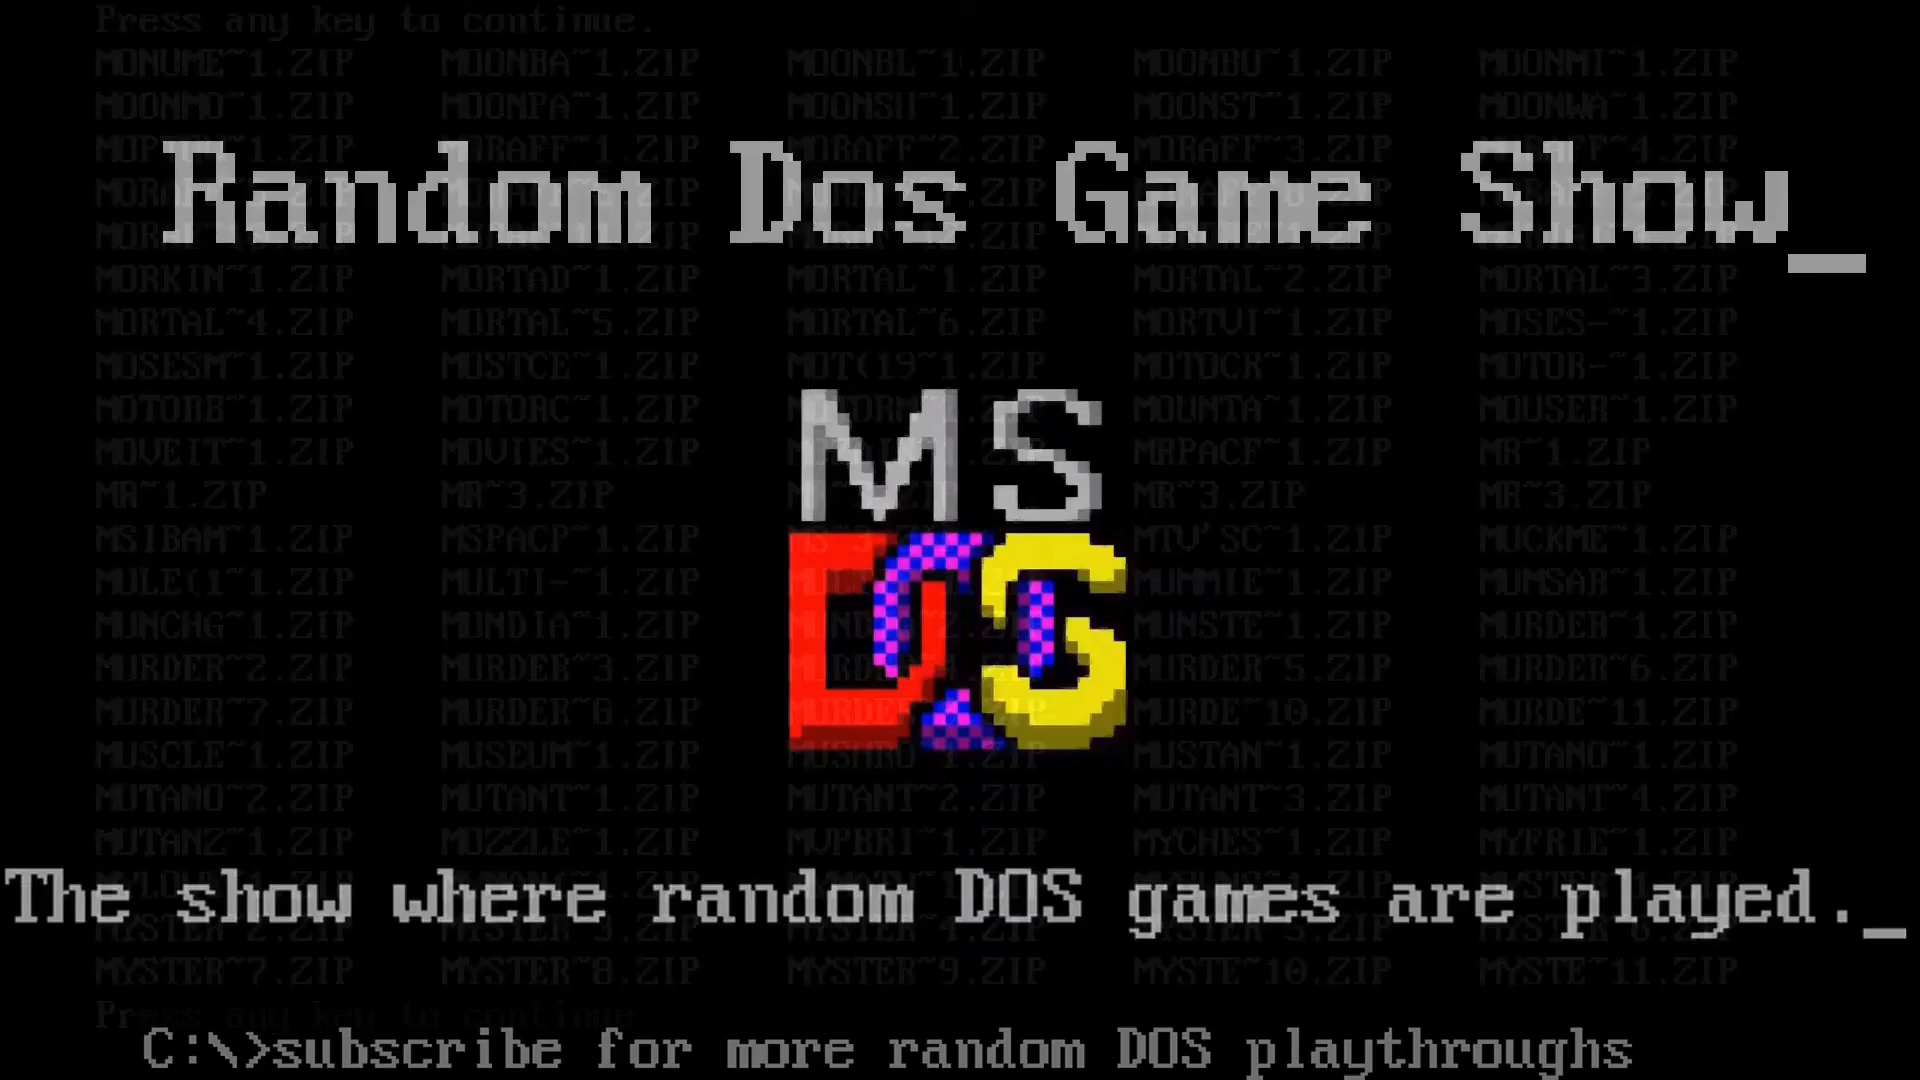 Press any key to continue.
MONUME~1.ZIP MOONBA~1.ZIP MOONBL~1.ZIP MOONBU~1.ZIP MOONMI~1.ZIP
MOONMO~1.ZIP MOONPA~1.ZIP MOONSH~1.ZIP MOONST~1.ZIP MOONWA~1.ZIP
Random Dos Game Show_
MORKIN~1.ZIP MORTAD~1.ZIP MORTAL~1.ZIP MORTAL~2.ZIP MORTAL~3.ZIP
MORTAL~4.ZIP MORTAL~5.ZIP MORTAL~6.ZIP MORTVI~1.ZIP MOSES-~1.ZIP
MOSESM~1.ZIP MOSTCE~1.ZIP MOT(19~1.ZIP MOTOCR~1.ZIP MOTOR-~1.ZIP
MS
MOTORB~1.ZIP MOTORC~1.ZIP MOUNTA~1.ZIP MOUSER~1.ZIP
MOVEIT~1.ZIP MOVIES~1.ZIP MRPACF~1.ZIP MR~1.ZIP
MR~1.ZIP MR~3.ZIP MR~3.ZIP MR~3.ZIP
DOS
MSIBAM~1.ZIP MSPACP~1.ZIP MTV'SC~1.ZIP MUCKME~1.ZIP
MULE(1~1.ZIP MULTI-~1.ZIP MUMMIE~1.ZIP MUMSAR~1.ZIP
MUNCHG~1.ZIP MUNDIA~1.ZIP MUNSTE~1.ZIP MURDER~1.ZIP
MURDER~2.ZIP MURDER~3.ZIP MURDER~5.ZIP MURDER~6.ZIP
MURDER~7.ZIP MURDER~8.ZIP MURDE~10.ZIP MURDE~11.ZIP
MUSCLE~1.ZIP MUSEUM~1.ZIP MUSTAN~1.ZIP MUTANO~1.ZIP
MUTANO~2.ZIP MUTANT~1.ZIP MUTANT~2.ZIP MUTANT~3.ZIP MUTANT~4.ZIP
MUTANZ~1.ZIP MUZZLE~1.ZIP MVPBRI~1.ZIP MYCHES~1.ZIP MYFRIE~1.ZIP
The show where random DOS games are played._
MYSTER~7.ZIP MYSTER~8.ZIP MYSTER~9.ZIP MYSTE~10.ZIP MYSTE~11.ZIP
Press any key to continue
C:\>subscribe for more random DOS playthroughs